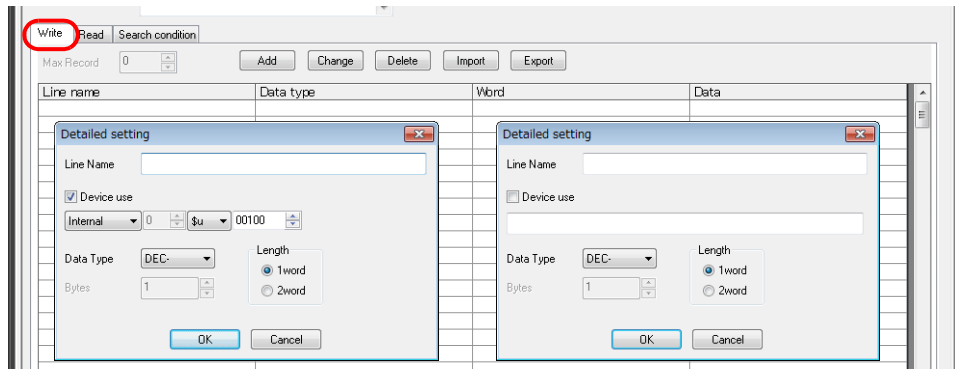 Write Read Search condition
Max Record 0 Add Change Delete Import Export
Line name Data type Word Data
Detailed setting
Line Name
Device use
Internal 0 $u 00100
Data Type DEC-
Length
1word
2word
Bytes 1
OK Cancel
Detailed setting
Line Name
Device use
Data Type DEC-
Length
1word
2word
Bytes 1
OK Cancel